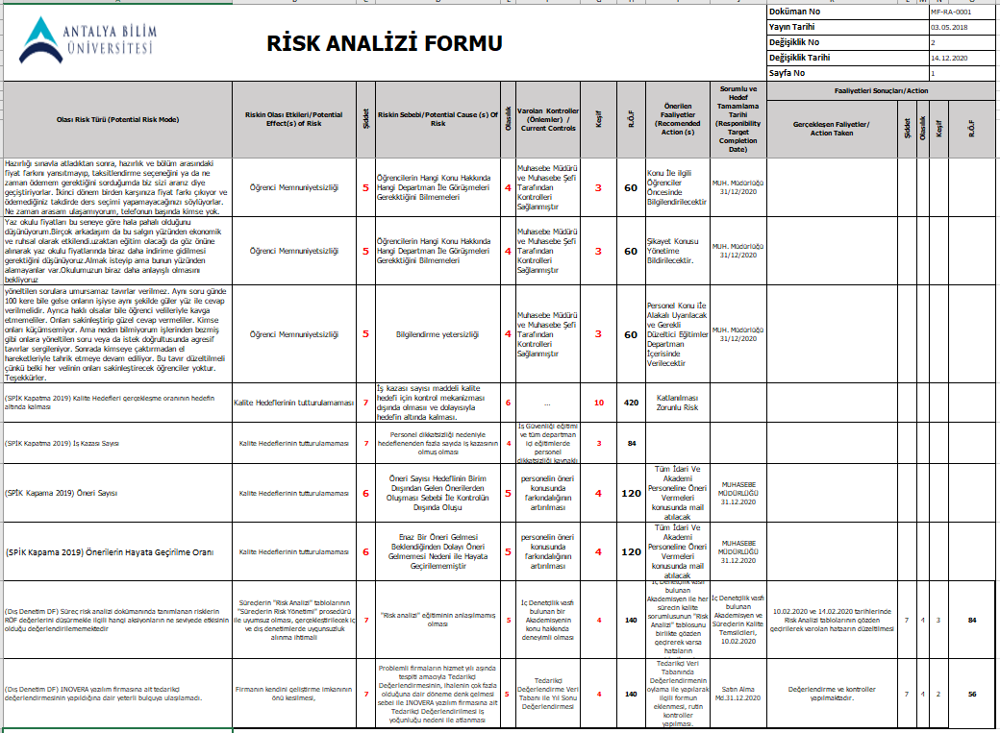 ANTALYA BİLİM
ÜNİVERSİTESİ
RİSK ANALİZİ FORMU
Doküman No MF-RA-0001
Yayın Tarihi 03.05.2018
Değişiklik No 2
Değişiklik Tarihi 14.12.2020
Sayfa No 1
Olası Risk Türü (Potential Risk Mode)
Riskin Olası Etkileri/Potential
Effect(s) of Risk
Şiddet
Riskin Sebebi/Potential Cause (s) Of
Risk
Olasılık
Varolan Kontroller
(Önlemler) /
Current Controls
Keşif
R.Ö.F
Önerilen
Faaliyetler
(Recomended
Action (s)
Sorumlu ve
Hedef
Tamamlama
Tarihi
(Responibility
Target
Completion
Date)
Faaliyetleri Sonuçları/Action
Gerçekleşen Faliyetler/
Action Taken
Şiddet
Olasılık
Keşif
R.Ö.F
Hazırlığı sınavla atladıktan sonra, hazırlık ve bölüm arasındaki
fiyat farkını yansıtmayıp, taksitlendirme seçeneğini ya da ne
zaman ödemem gerektiğini sorduğumda biz sizi ararız diye
geçiştiriyorlar. İkinci dönem birden karşınıza fiyat farkı çıkıyor ve
ödemediğiniz takdirde ders seçimi yapamayacağınızı söylüyorlar.
Ne zaman arasam ulaşamıyorum, telefonun başında kimse yok.
Öğrenci Memnuniyetsizliği
5
Öğrencilerin Hangi Konu Hakkında
Hangi Departman İle Görüşmeleri
Gerekktiğini Bilmemeleri
4
Muhasebe Müdürü
ve Muhasebe Şefi
Tarafından
Kontrolleri
Sağlanmıştır
3
60
Konu İle ilgili
Öğrenciler
Öncesinde
Bilgilendirilecektir
MUH. Müdürlüğü
31/12/2020
Yaz okulu fiyatları bu seneye göre hala pahalı olduğunu
düşünüyorum.Birçok arkadaşım da bu salgın yüzünden ekonomik
ve ruhsal olarak etkilendi.uzaktan eğitim olacağı da göz önüne
alınarak yaz okulu fiyatlarında biraz daha indirime gidilmesi
gerektiğini düşünüyoruz.Almak isteyip ama bunun yüzünden
alamayanlar var.Okulumuzun biraz daha anlayışlı olmasını
bekliyoruz
Öğrenci Memnuniyetsizliği
5
Öğrencilerin Hangi Konu Hakkında
Hangi Departman İle Görüşmeleri
Gerekktiğini Bilmemeleri
4
Muhasebe Müdürü
ve Muhasebe Şefi
Tarafından
Kontrolleri
Sağlanmıştır
3
60
Şikayet Konusu
Yönetime
Bildirilecektir.
MUH. Müdürlüğü
31/12/2020
yöneltilen sorulara umursamaz tavırlar verilmez. Aynı soru günde
100 kere bile gelse onların işiyse aynı şekilde güler yüz ile cevap
verilmelidir. Ayrıca haklı olsalar bile öğrenci velileriyle kavga
etmemeliler. Onları sakinleştirip güzel cevap vermeliler. Kimse
onları küçümsemiyor. Ama neden bilmiyorum işlerinden bezmiş
gibi onlara yöneltilen soru veya da istek doğrultusunda agresif
tavırlar sergileniyor. Sonrada kimseye çaktırmadan el
hareketleriyle tahrik etmeye devam ediliyor. Bu tavır düzeltilmeli
çünkü belki her velinin onları sakinleştirecek öğrenciler yoktur.
Teşekkürler.
Öğrenci Memnuniyetsizliği
5
Bilgilendirme yetersizliği
4
Muhasebe Müdürü
ve Muhasebe Şefi
Tarafından
Kontrolleri
Sağlanmıştır
3
60
Personel Konu iİe
Alakalı Uyarılacak
ve Gerekli
Düzeltici Eğitimler
Departman
İçerisinde
Verilecektir
MUH. Müdürlüğü
31/12/2020
(SPİK Kapatma 2019) Kalite Hedefleri gerçekleşme oranının hedefin
altında kalması
Kalite Hedeflerinin tutturulamaması
7
İş kazası sayısı maddeli kalite
hedefi için kontrol mekanizması
dışında olmasıı ve dolayısıyla
hedefin altında kalması.
6
...
10
420
Katlanılması
Zorunlu Risk
(SPİK Kapatma 2019) İş Kazası Sayısı
Kalite Hedeflerinin tutturulamaması
7
Personel dikkatsizliği nedeniyle
hedeflenenden fazla sayıda iş kazasının
olmuş olması
4
İş Güvenliği eğitimi
ve tüm departman
içi eğitimlerde
personel
dikkatsizliği kaynaklı
3
84
(SPİK Kapama 2019) Öneri Sayısı
Kalite Hedeflerinin tutturulamaması
6
Öneri Sayısı Hedefİinin Birim
Dışından Gelen Önerilerden
Oluşması Sebebi İle Kontrolün
Dışında Oluşu
5
personelin öneri
konusunda
farkındalığının
artırılması
4
120
Tüm İdari Ve
Akademi
Personeline Öneri
Vermeleri
konusunda mail
atılacak
MUHASEBE
MÜDÜRLÜĞÜ
31.12.2020
(SPİK Kapama 2019) Önerilerin Hayata Geçirilme Oranı
Kalite Hedeflerinin tutturulamaması
6
Enaz Bir Öneri Gelmesi
Beklendiğinden Dolayı Öneri
Gelmemesi Nedeni ile Hayata
Geçirilememiştir
5
personelin öneri
konusunda
farkındalığının
artırılması
4
120
Tüm İdari Ve
Akademi
Personeline Öneri
Vermeleri
konusunda mail
atılacak
MUHASEBE
MÜDÜRLÜĞÜ
31.12.2020
(Dış Denetim DF) Süreç risk analizi dokümanında tanımlanan risklerin
RÖF değerlerini düşürmekle ilgili hangi aksiyonların ne seviyede etkisinin
olduğu değerlendirilememektedir
Süreçlerin "Risk Analizi" tablolarının
"Süreçlerin Risk Yönetimi" prosedürü
ile uyumsuz olması, gerçekleştirilecek iç
ve dış denetimlerde uygunsuzluk
alınma ihtimali
7
"Risk analizi" eğitiminin anlaşılmamış
olması
5
İç Denetçilik vasfı
bulunan bir
Akademisyenin
konu hakkında
deneyimli olması
4
140
İç Denetçilik vasfı
bulunan
Akademisyen ile her
sürecin kalite
sorumlusunun "Risk
Analizi" tablosunu
birlikte gözden
geçirerek varsa
hataların
İç Denetçilik vasfı
bulunan
Akademisyen ve
Süreçlerin Kalite
Temsilcileri,
10.02.2020
10.02.2020 ve 14.02.2020 tarihlerinde
Risk Analizi tablolarının gözden
geçirilerek varolan hataarın düzeltilmesi
7
4
3
84
(Dış Denetim DF) INOVERA yazılım firmasına ait tedarikçi
değerlendirmesinin yapıldığına dair yeterli bulguya ulaşılamadı.
Firmanın kendini geliştirme imkanının
önü kesilmesi,
7
Problemli firmaların hizmet yılı aşında
tespiti amacıyla Tedarikçi
Değerlendirmesinin, ihalenin çok fazla
olduğuna dair döneme denk gelmesi
sebei ile INOVERA yazılım firmasına ait
Tedarikçi Değerlendirilmesi iş
yoğunluğu nedeni ile atlanması
5
Tedarikçi
Değerlendirme Veri
Tabanı ile Yıl Sonu
Değerlendirmesi
4
140
Tedarikçi Veri
Tabanında
Değerlendirmenin
oylama ile yapılarak
ilgili formun
eklenmesi, rutin
kontroller
yapılması.
Satın Alma
Md.31.12.2020
Değerlendirme ve kontroller
yapılmaktadır.
7
4
2
56